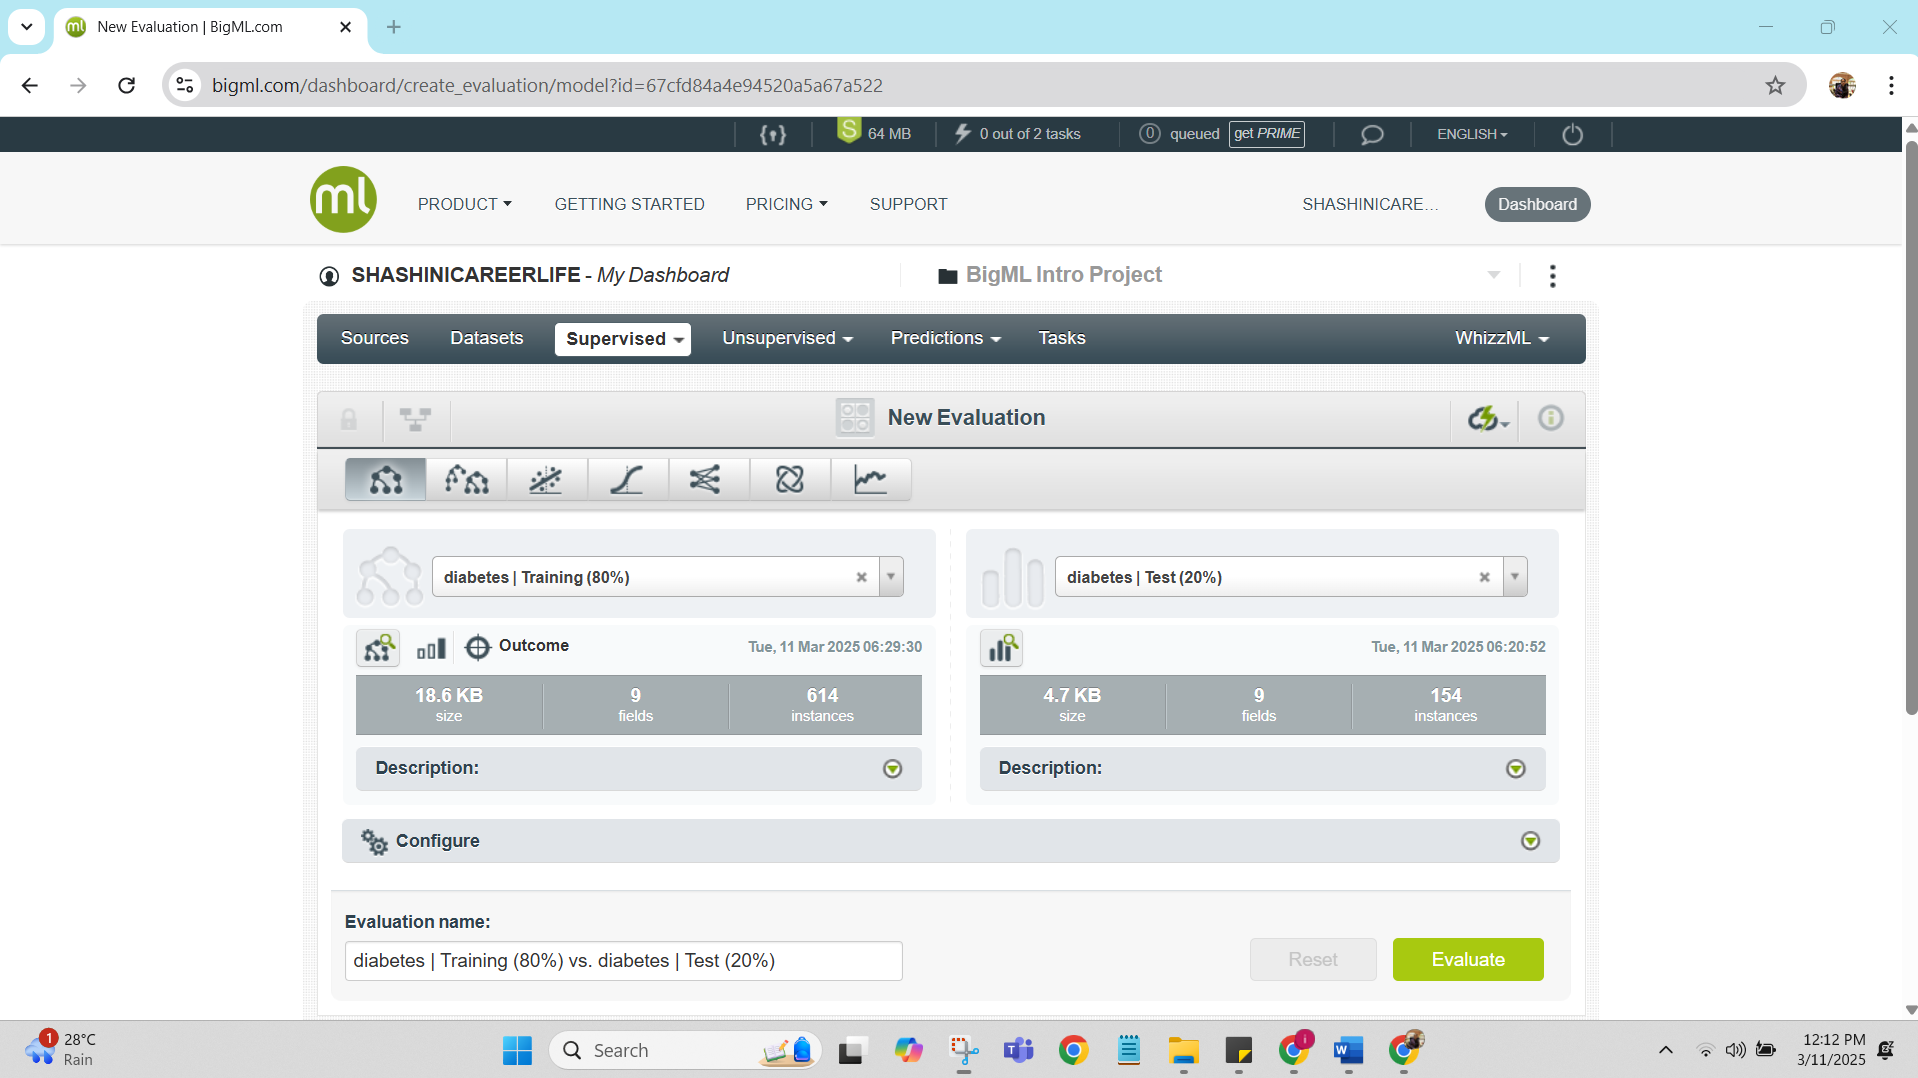 New Evaluation | BigML.com
bigml.com/dashboard/create_evaluation/model?id=67cfd84a4e94520a5a67a522
S 64 MB 0 out of 2 tasks 0 queued get PRIME ENGLISH
ml PRODUCT GETTING STARTED PRICING SUPPORT SHASHINICARE... Dashboard
SHASHINICAREERLIFE - My Dashboard BigML Intro Project
Sources Datasets Supervised Unsupervised Predictions Tasks WhizzML
New Evaluation
diabetes | Training (80%) diabetes | Test (20%)
Outcome Tue, 11 Mar 2025 06:29:30 Tue, 11 Mar 2025 06:20:52
18.6 KB 9 614 4.7 KB 9 154
size fields instances size fields instances
Description: Description:
Configure
Evaluation name:
diabetes | Training (80%) vs. diabetes | Test (20%) Reset Evaluate
1 28°C
Rain
Search
12:12 PM
3/11/2025